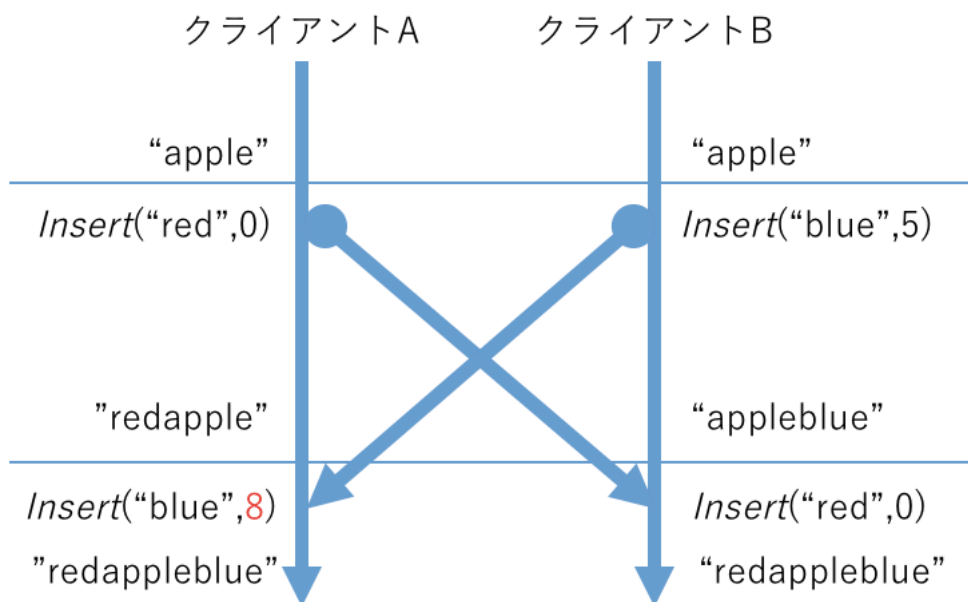 クライアントA クライアントB
“apple” “apple”
Insert(“red”,0) Insert(“blue”,5)
”redapple” “appleblue”
Insert(“blue”,8) Insert(“red”,0)
”redappleblue” “redappleblue”